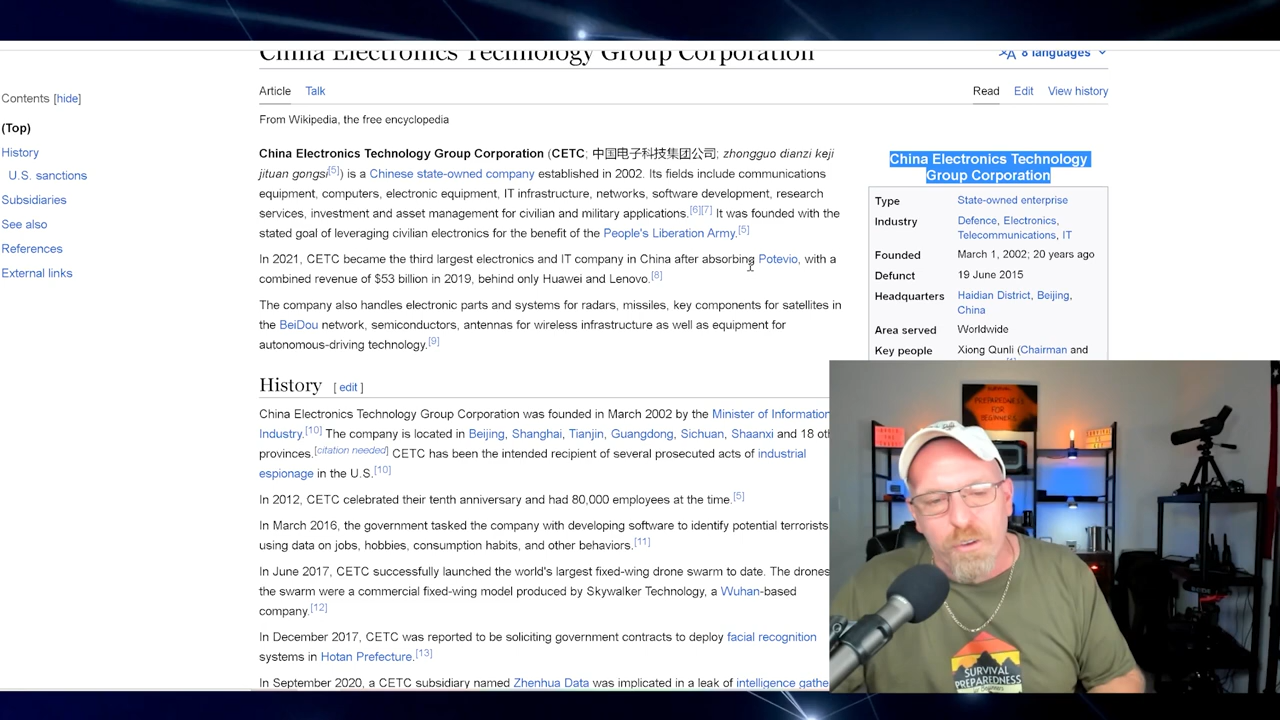 China Electronics Technology Group Corporation
8 languages
Contents [hide]
(Top)
History
U.S. sanctions
Subsidiaries
See also
References
External links
Article Talk
Read Edit View history
From Wikipedia, the free encyclopedia
China Electronics Technology Group Corporation (CETC; 中国电子科技集团公司; zhongguo dianzi keji
jituan gongsi[5]) is a Chinese state-owned company established in 2002. Its fields include communications
equipment, computers, electronic equipment, IT infrastructure, networks, software development, research
services, investment and asset management for civilian and military applications.[6][7] It was founded with the
stated goal of leveraging civilian electronics for the benefit of the People's Liberation Army.[5]
In 2021, CETC became the third largest electronics and IT company in China after absorbing Potevio, with a
combined revenue of $53 billion in 2019, behind only Huawei and Lenovo.[8]
The company also handles electronic parts and systems for radars, missiles, key components for satellites in
the BeiDou network, semiconductors, antennas for wireless infrastructure as well as equipment for
autonomous-driving technology.[9]
History [ edit ]
China Electronics Technology Group Corporation was founded in March 2002 by the Minister of Information
Industry.[10] The company is located in Beijing, Shanghai, Tianjin, Guangdong, Sichuan, Shaanxi and 18 oth
provinces.[citation needed] CETC has been the intended recipient of several prosecuted acts of industrial
espionage in the U.S.[10]
In 2012, CETC celebrated their tenth anniversary and had 80,000 employees at the time.[5]
In March 2016, the government tasked the company with developing software to identify potential terrorists
using data on jobs, hobbies, consumption habits, and other behaviors.[11]
In June 2017, CETC successfully launched the world's largest fixed-wing drone swarm to date. The drones
the swarm were a commercial fixed-wing model produced by Skywalker Technology, a Wuhan-based
company.[12]
In December 2017, CETC was reported to be soliciting government contracts to deploy facial recognition
systems in Hotan Prefecture.[13]
In September 2020, a CETC subsidiary named Zhenhua Data was implicated in a leak of intelligence gathe
China Electronics Technology
Group Corporation
Type State-owned enterprise
Industry Defence, Electronics,
Telecommunications, IT
Founded March 1, 2002; 20 years ago
Defunct 19 June 2015
Headquarters Haidian District, Beijing,
China
Area served Worldwide
Key people Xiong Qunli (Chairman and
PREPAREDNESS
FOR
BEGINNERS
SURVIVAL
PREPAREDNESS